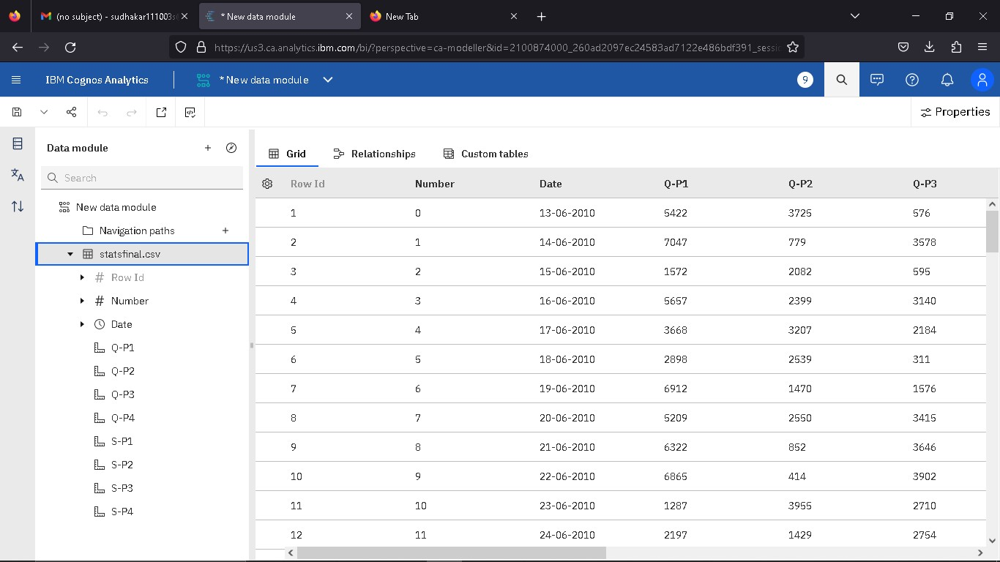 (no subject) - sudhakar111003s
* New data module
New Tab
https://us3.ca.analytics.ibm.com/bi/?perspective=ca-modeller&id=2100874000_260ad2097ec24583ad7122e486bdf391_sessi
IBM Cognos Analytics
* New data module
9
Properties
Data module
Search
New data module
Navigation paths
statsfinal.csv
Row Id
Number
Date
Q-P1
Q-P2
Q-P3
Q-P4
S-P1
S-P2
S-P3
S-P4
Grid Relationships Custom tables
Row Id Number Date Q-P1 Q-P2 Q-P3
1 0 13-06-2010 5422 3725 576
2 1 14-06-2010 7047 779 3578
3 2 15-06-2010 1572 2082 595
4 3 16-06-2010 5657 2399 3140
5 4 17-06-2010 3668 3207 2184
6 5 18-06-2010 2898 2539 311
7 6 19-06-2010 6912 1470 1576
8 7 20-06-2010 5209 2550 3415
9 8 21-06-2010 6322 852 3646
10 9 22-06-2010 6865 414 3902
11 10 23-06-2010 1287 3955 2710
12 11 24-06-2010 2197 1429 2754